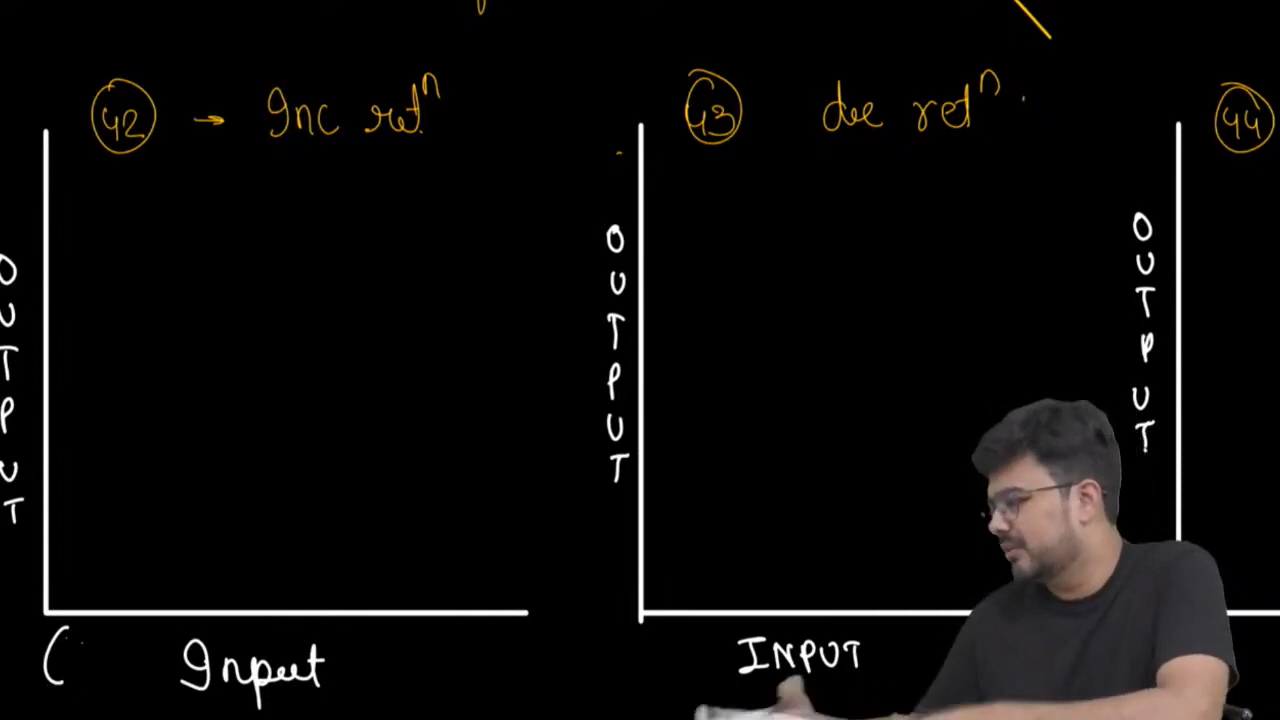 42 → Inc retⁿ
43 dec retⁿ
44
OUTPUT
OUTPUT
OUTPUT
( Input
INPUT